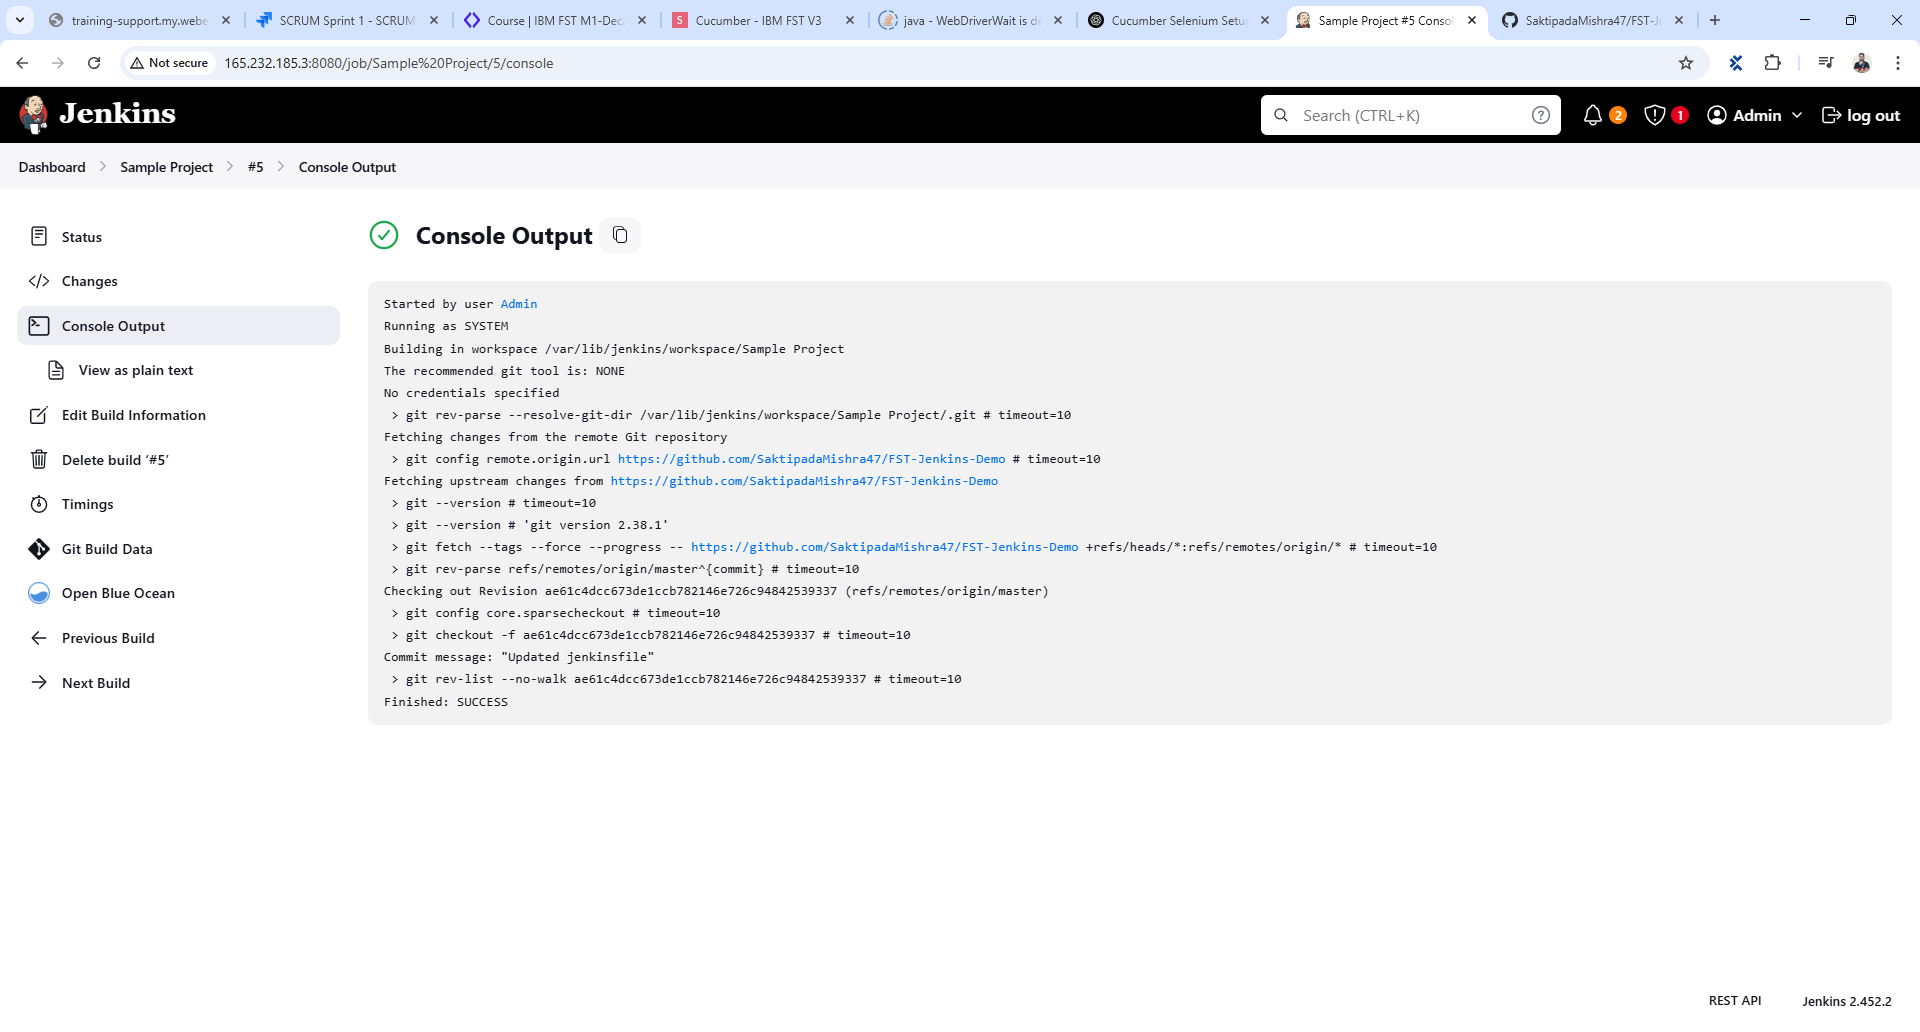 training-support.my.webe
SCRUM Sprint 1 - SCRUM
Course | IBM FST M1-Dec
Cucumber - IBM FST V3
java - WebDriverWait is de
Cucumber Selenium Setu
Sample Project #5 Conso
SaktipadaMishra47/FST-Je
Not secure
165.232.185.3:8080/job/Sample%20Project/5/console
Jenkins
Search (CTRL+K)
?
2
1
Admin
log out
Dashboard
Sample Project
#5
Console Output
Status
Changes
Console Output
View as plain text
Edit Build Information
Delete build ‘#5’
Timings
Git Build Data
Open Blue Ocean
Previous Build
Next Build
Console Output
Started by user Admin
Running as SYSTEM
Building in workspace /var/lib/jenkins/workspace/Sample Project
The recommended git tool is: NONE
No credentials specified
 > git rev-parse --resolve-git-dir /var/lib/jenkins/workspace/Sample Project/.git # timeout=10
Fetching changes from the remote Git repository
 > git config remote.origin.url https://github.com/SaktipadaMishra47/FST-Jenkins-Demo # timeout=10
Fetching upstream changes from https://github.com/SaktipadaMishra47/FST-Jenkins-Demo
 > git --version # timeout=10
 > git --version # 'git version 2.38.1'
 > git fetch --tags --force --progress -- https://github.com/SaktipadaMishra47/FST-Jenkins-Demo +refs/heads/*:refs/remotes/origin/* # timeout=10
 > git rev-parse refs/remotes/origin/master^{commit} # timeout=10
Checking out Revision ae61c4dcc673de1ccb782146e726c94842539337 (refs/remotes/origin/master)
 > git config core.sparsecheckout # timeout=10
 > git checkout -f ae61c4dcc673de1ccb782146e726c94842539337 # timeout=10
Commit message: "Updated jenkinsfile"
 > git rev-list --no-walk ae61c4dcc673de1ccb782146e726c94842539337 # timeout=10
Finished: SUCCESS
REST API
Jenkins 2.452.2